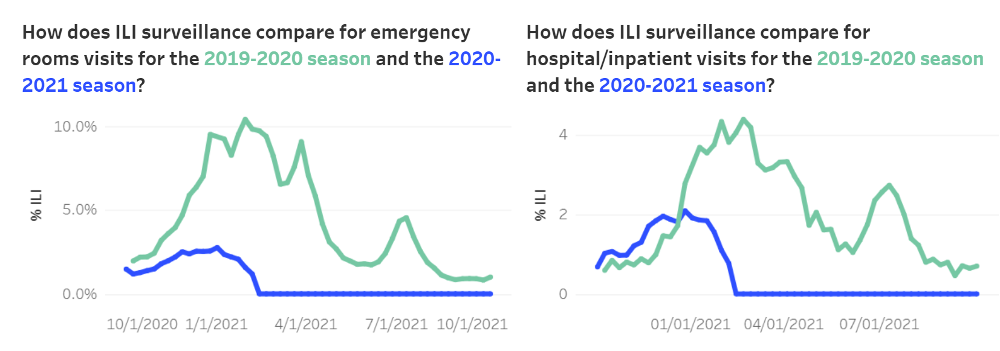 How does ILI surveillance compare for emergency
rooms visits for the 2019-2020 season and the 2020-
2021 season?
10.0%
5.0%
0.0%
% ILI
10/1/2020 1/1/2021 4/1/2021 7/1/2021 10/1/2021
How does ILI surveillance compare for
hospital/inpatient visits for the 2019-2020 season
and the 2020-2021 season?
4
2
0
% ILI
01/01/2021 04/01/2021 07/01/2021